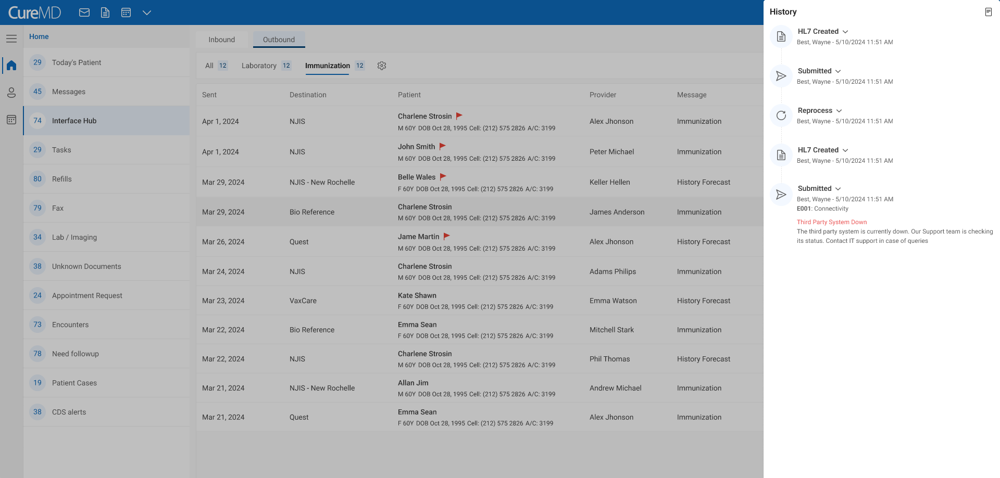 CureMD
Home
29 Today's Patient
45 Messages
74 Interface Hub
29 Tasks
80 Refills
79 Fax
34 Lab / Imaging
38 Unknown Documents
24 Appointment Request
73 Encounters
78 Need followup
19 Patient Cases
38 CDS alerts
Inbound Outbound
All 12 Laboratory 12 Immunization 12
Sent Destination Patient Provider Message
Apr 1, 2024 NJIS Charlene Strosin Alex Jhonson Immunization
M 60Y DOB Oct 28, 1995 Cell: (212) 575 2826 A/C: 3199
Apr 1, 2024 NJIS John Smith Peter Michael Immunization
M 60Y DOB Oct 28, 1995 Cell: (212) 575 2826 A/C: 3199
Mar 29, 2024 NJIS - New Rochelle Belle Wales Keller Hellen History Forecast
F 60Y DOB Oct 28, 1995 Cell: (212) 575 2826 A/C: 3199
Mar 29, 2024 Bio Reference Charlene Strosin James Anderson Immunization
M 60Y DOB Oct 28, 1995 Cell: (212) 575 2826 A/C: 3199
Mar 26, 2024 Quest Jame Martin Alex Jhonson History Forecast
M 60Y DOB Oct 28, 1995 Cell: (212) 575 2826 A/C: 3199
Mar 24, 2024 NJIS Charlene Strosin Adams Philips Immunization
M 60Y DOB Oct 28, 1995 Cell: (212) 575 2826 A/C: 3199
Mar 23, 2024 VaxCare Kate Shawn Emma Watson History Forecast
F 60Y DOB Oct 28, 1995 Cell: (212) 575 2826 A/C: 3199
Mar 22, 2024 Bio Reference Emma Sean Mitchell Stark Immunization
F 60Y DOB Oct 28, 1995 Cell: (212) 575 2826 A/C: 3199
Mar 22, 2024 NJIS Charlene Strosin Phil Thomas History Forecast
M 60Y DOB Oct 28, 1995 Cell: (212) 575 2826 A/C: 3199
Mar 21, 2024 NJIS - New Rochelle Allan Jim Andrew Michael Immunization
M 60Y DOB Oct 28, 1995 Cell: (212) 575 2826 A/C: 3199
Mar 21, 2024 Quest Emma Sean Alex Jhonson Immunization
F 60Y DOB Oct 28, 1995 Cell: (212) 575 2826 A/C: 3199
History
HL7 Created
Best, Wayne - 5/10/2024 11:51 AM
Submitted
Best, Wayne - 5/10/2024 11:51 AM
Reprocess
Best, Wayne - 5/10/2024 11:51 AM
HL7 Created
Best, Wayne - 5/10/2024 11:51 AM
Submitted
Best, Wayne - 5/10/2024 11:51 AM
E001: Connectivity
Third Party System Down
The third party system is currently down. Our Support team is checking
its status. Contact IT support in case of queries